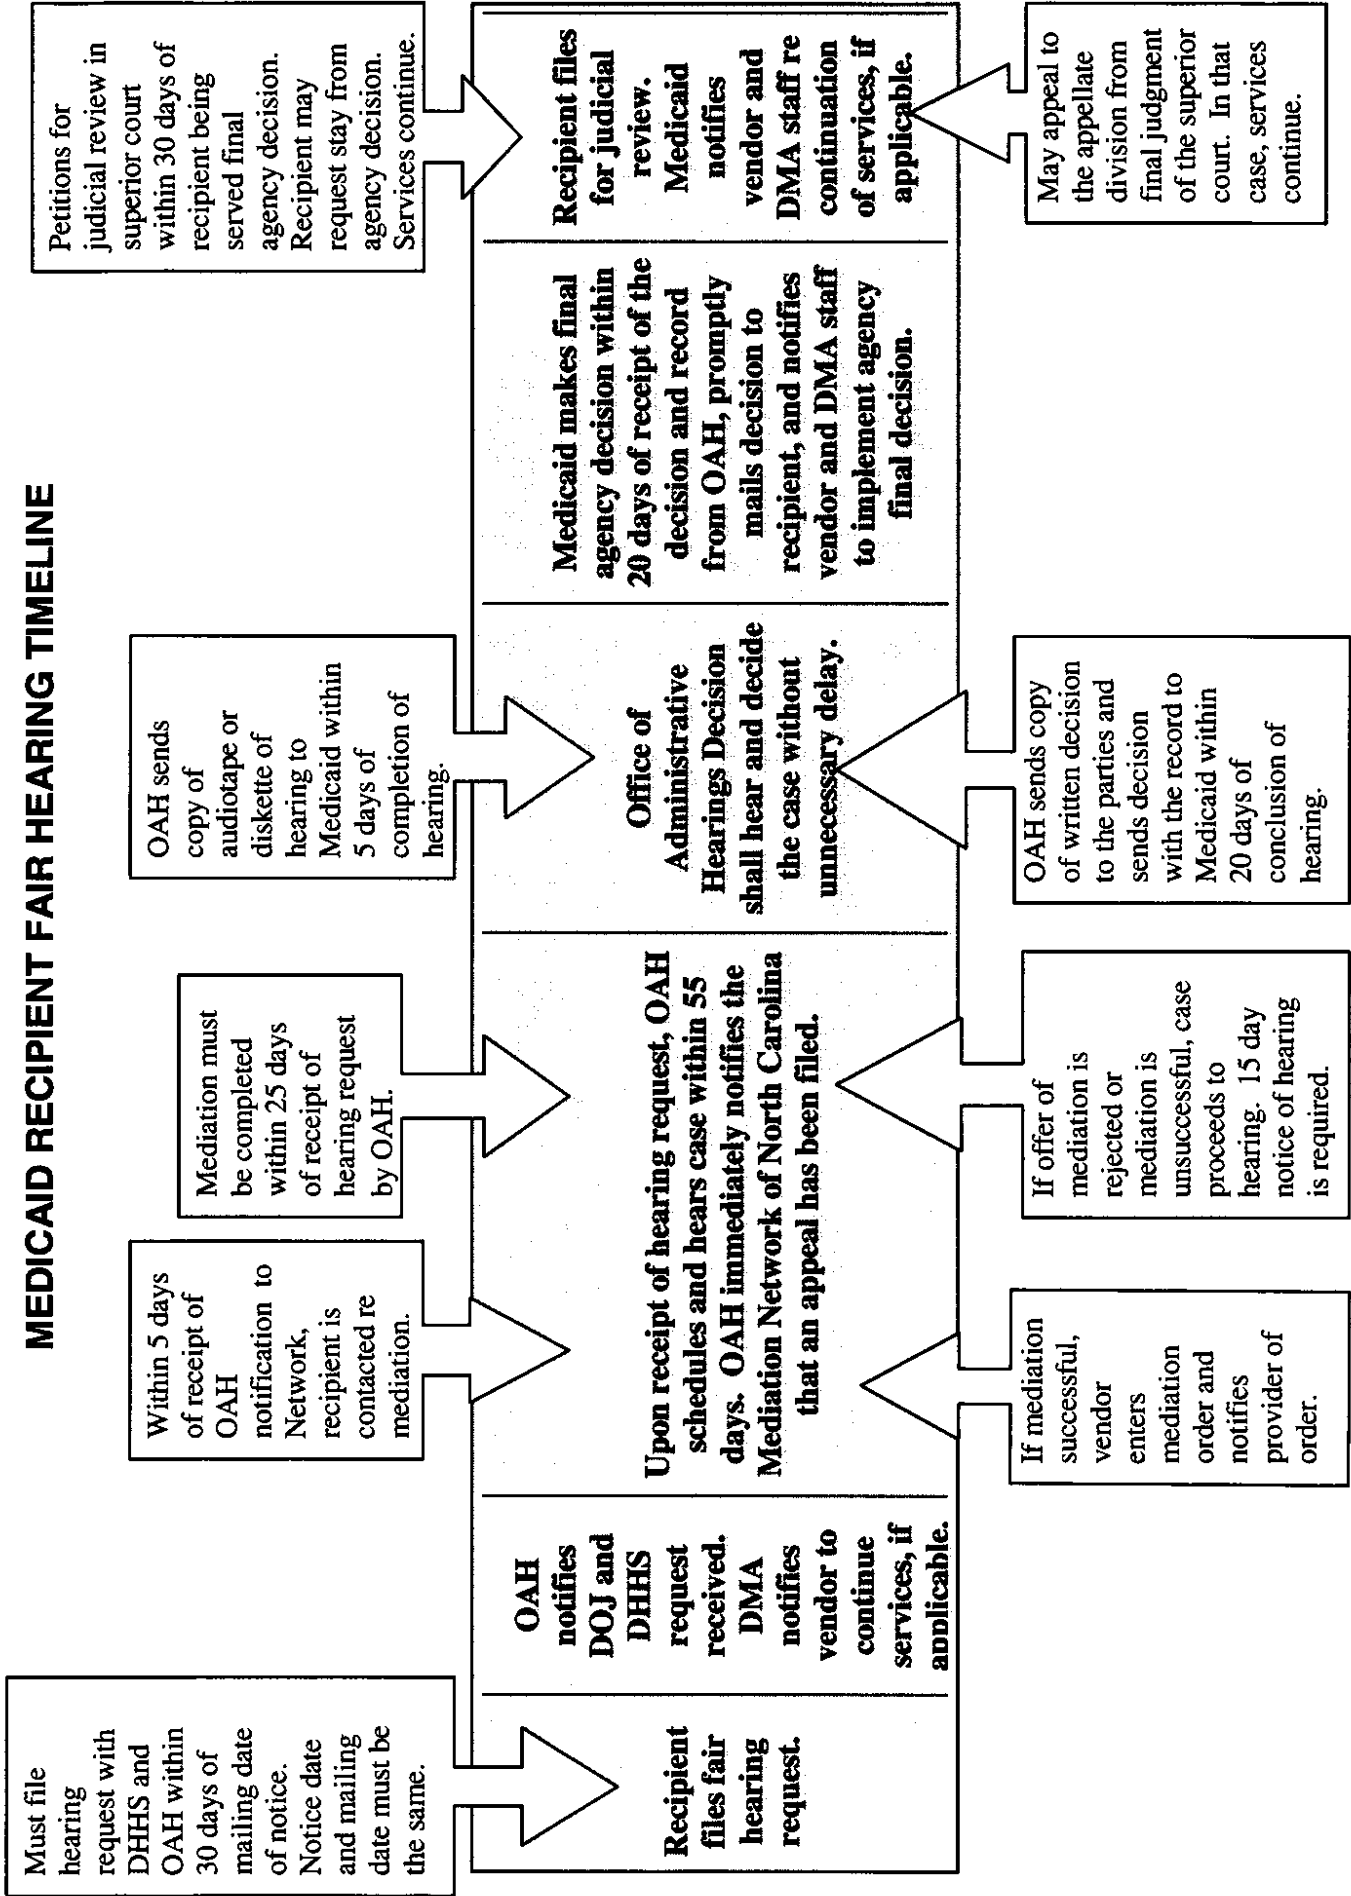 MEDICAID RECIPIENT FAIR HEARING TIMELINE
Must file
hearing
request with
DHHS and
OAH within
30 days of
mailing date
of notice.
Notice date
and mailing
date must be
the same.
Within 5 days
of receipt of
OAH
notification to
Network,
recipient is
contacted re
mediation.
Mediation must
be completed
within 25 days
of receipt of
hearing request
by OAH.
OAH sends
copy of
audiotape or
diskette of
hearing to
Medicaid within
5 days of
completion of
hearing.
Petitions for
judicial review in
superior court
within 30 days of
recipient being
served final
agency decision.
Recipient may
request stay from
agency decision.
Services continue.
Recipient
files fair
hearing
request.
OAH
notifies
DOJ and
DHHS
request
received.
DMA
notifies
vendor to
continue
services, if
applicable.
Upon receipt of hearing request, OAH
schedules and hears case within 55
days. OAH immediately notifies the
Mediation Network of North Carolina
that an appeal has been filed.
Office of
Administrative
Hearings Decision
shall hear and decide
the case without
unnecessary delay.
Medicaid makes final
agency decision within
20 days of receipt of the
decision and record
from OAH, promptly
mails decision to
recipient, and notifies
vendor and DMA staff
to implement agency
final decision.
Recipient files
for judicial
review.
Medicaid
notifies
vendor and
DMA staff re
continuation
of services, if
applicable.
If mediation
successful,
vendor
enters
mediation
order and
notifies
provider of
order.
If offer of
mediation is
rejected or
mediation is
unsuccessful, case
proceeds to
hearing. 15 day
notice of hearing
is required.
OAH sends copy
of written decision
to the parties and
sends decision
with the record to
Medicaid within
20 days of
conclusion of
hearing.
May appeal to
the appellate
division from
final judgment
of the superior
court. In that
case, services
continue.